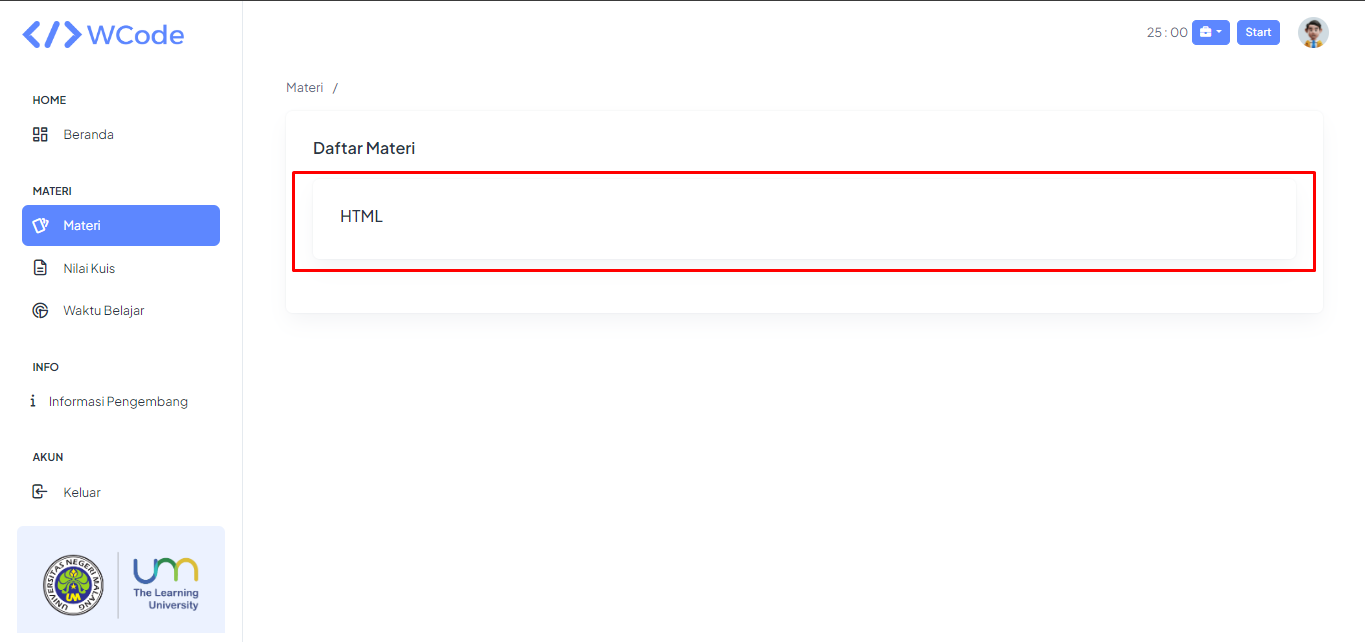 WCode
25 : 00
Start
HOME
Beranda
MATERI
Materi
Nilai Kuis
Waktu Belajar
INFO
Informasi Pengembang
AKUN
Keluar
UNIVERSITAS NEGERI MALANG
UM
um
The Learning
University
Materi /
Daftar Materi
HTML